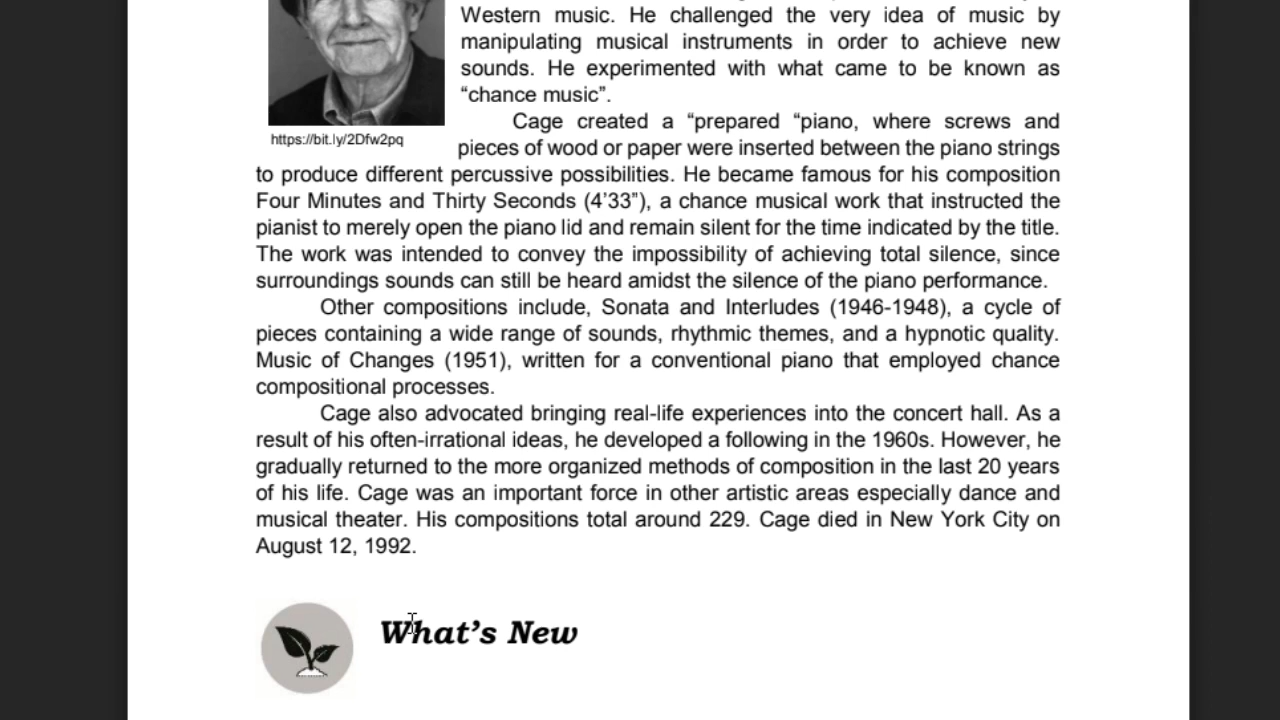 Western music. He challenged the very idea of music by
manipulating musical instruments in order to achieve new
sounds. He experimented with what came to be known as
“chance music”.
https://bit.ly/2Dfw2pq
Cage created a “prepared “piano, where screws and
pieces of wood or paper were inserted between the piano strings
to produce different percussive possibilities. He became famous for his composition
Four Minutes and Thirty Seconds (4’33”), a chance musical work that instructed the
pianist to merely open the piano lid and remain silent for the time indicated by the title.
The work was intended to convey the impossibility of achieving total silence, since
surroundings sounds can still be heard amidst the silence of the piano performance.
Other compositions include, Sonata and Interludes (1946-1948), a cycle of
pieces containing a wide range of sounds, rhythmic themes, and a hypnotic quality.
Music of Changes (1951), written for a conventional piano that employed chance
compositional processes.
Cage also advocated bringing real-life experiences into the concert hall. As a
result of his often-irrational ideas, he developed a following in the 1960s. However, he
gradually returned to the more organized methods of composition in the last 20 years
of his life. Cage was an important force in other artistic areas especially dance and
musical theater. His compositions total around 229. Cage died in New York City on
August 12, 1992.
What’s New